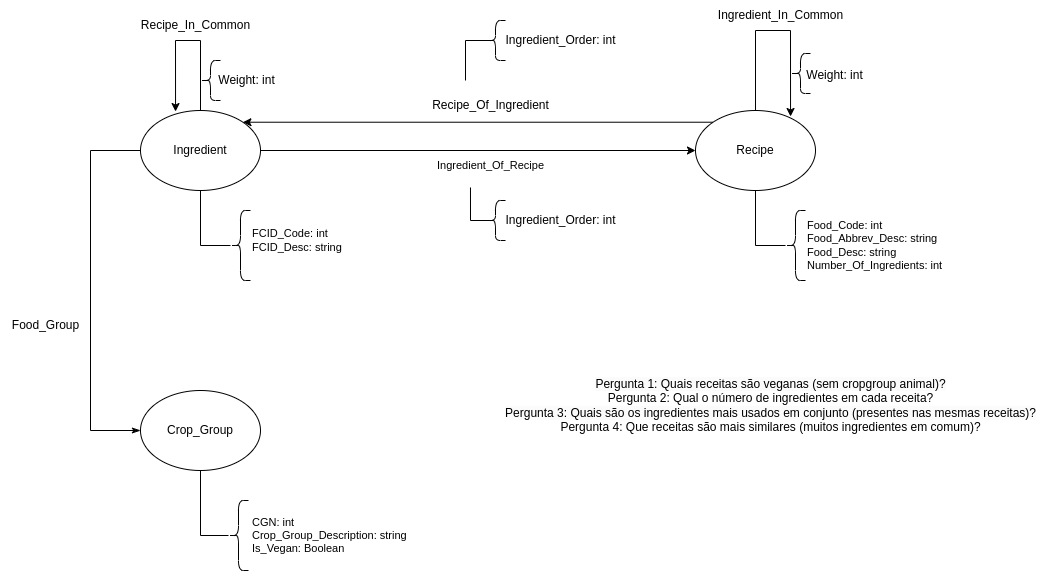 Recipe_In_Common
Weight: int
Ingredient_Order: int
Ingredient_In_Common
Weight: int
Recipe_Of_Ingredient
Ingredient
Recipe
Ingredient_Of_Recipe
Ingredient_Order: int
FCID_Code: int
FCID_Desc: string
Food_Code: int
Food_Abbrev_Desc: string
Food_Desc: string
Number_Of_Ingredients: int
Food_Group
Pergunta 1: Quais receitas são veganas (sem cropgroup animal)?
Pergunta 2: Qual o número de ingredientes em cada receita?
Pergunta 3: Quais são os ingredientes mais usados em conjunto (presentes nas mesmas receitas)?
Pergunta 4: Que receitas são mais similares (muitos ingredientes em comum)?
Crop_Group
CGN: int
Crop_Group_Description: string
Is_Vegan: Boolean